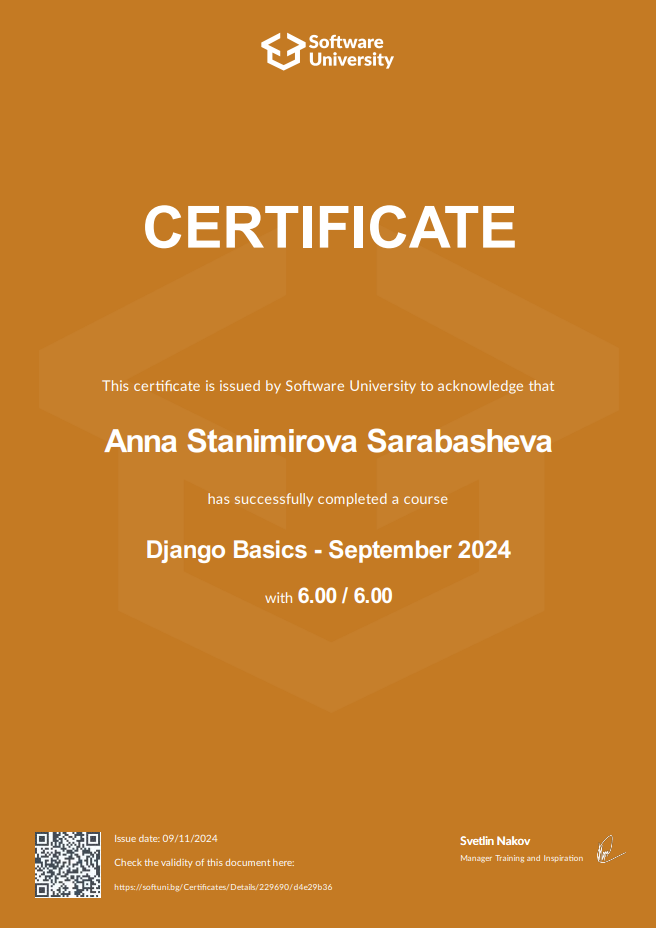 Software
University
CERTIFICATE
This certificate is issued by Software University to acknowledge that
Anna Stanimirova Sarabasheva
has successfully completed a course
Django Basics - September 2024
with 6.00 / 6.00
Issue date: 09/11/2024
Check the validity of this document here:
https://softuni.bg/Certificates/Details/229690/d4e29b36
Svetlin Nakov
Manager Training and Inspiration